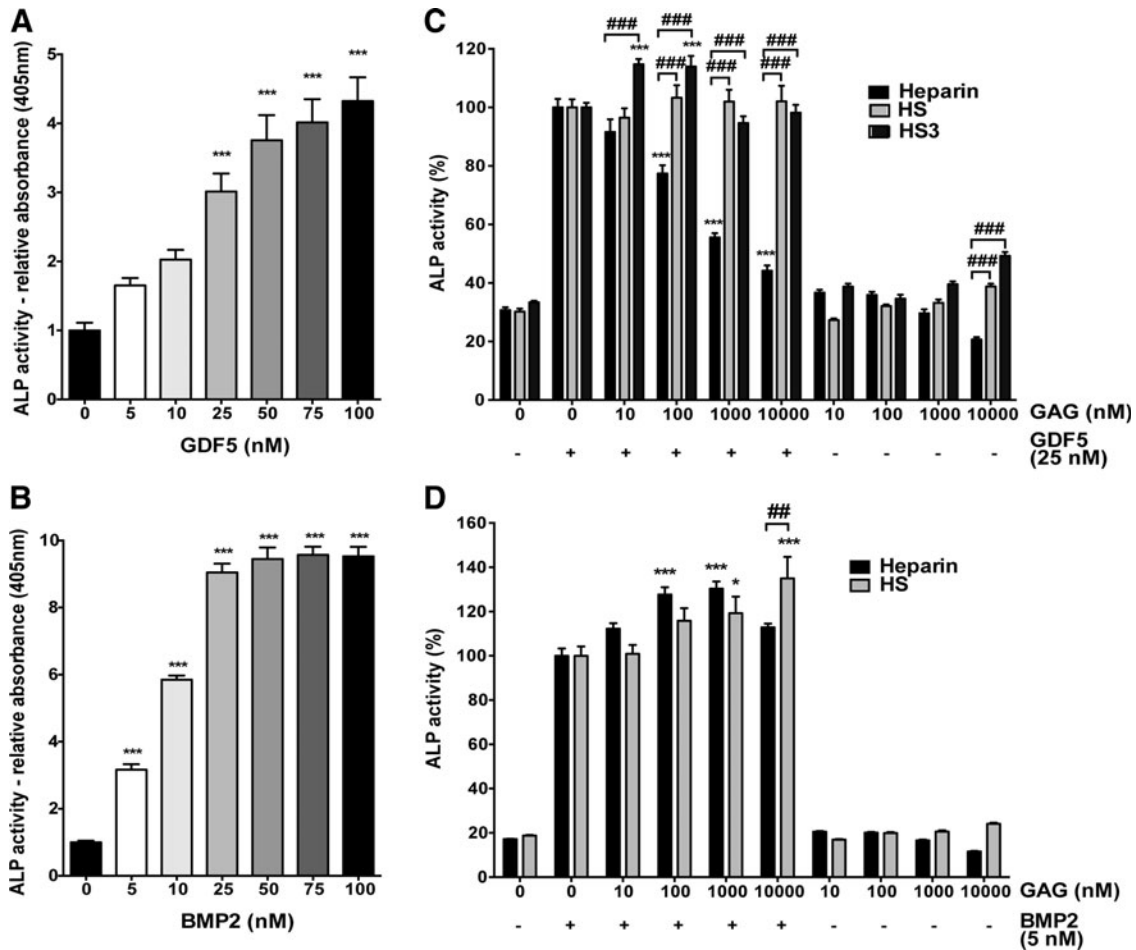 A
ALP activity - relative absorbance (405nm)
5
4
3
2
1
0
***
***
***
***
0 5 10 25 50 75 100
GDF5 (nM)
B
ALP activity - relative absorbance (405nm)
10
8
6
4
2
0
***
***
***
***
***
***
0 5 10 25 50 75 100
BMP2 (nM)
C
ALP activity (%)
120
100
80
60
40
20
0
### ### ### ###
*** ***
### ### ###
***
***
***
###
###
Heparin
HS
HS3
0 0 10 100 1000 10000 10 100 1000 10000 GAG (nM)
- + + + + + - - - - GDF5
(25 nM)
D
ALP activity (%)
160
140
120
100
80
60
40
20
0
##
*** *** ***
*
Heparin
HS
0 0 10 100 1000 10000 10 100 1000 10000 GAG (nM)
- + + + + + - - - - BMP2
(5 nM)